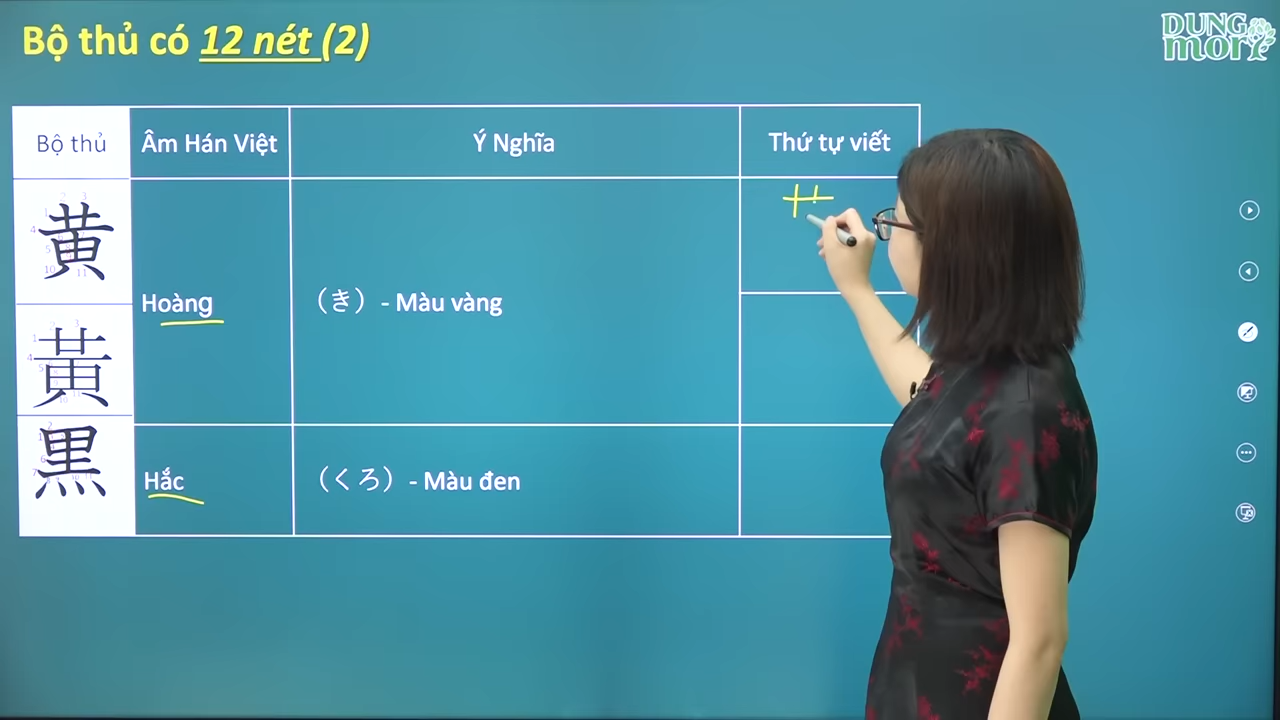 Bộ thủ có 12 nét (2)
DUNG
mori
Bộ thủ
Âm Hán Việt
Ý Nghĩa
Thứ tự viết
黄
黃
Hoàng
（き）- Màu vàng
黒
Hắc
（くろ）- Màu đen